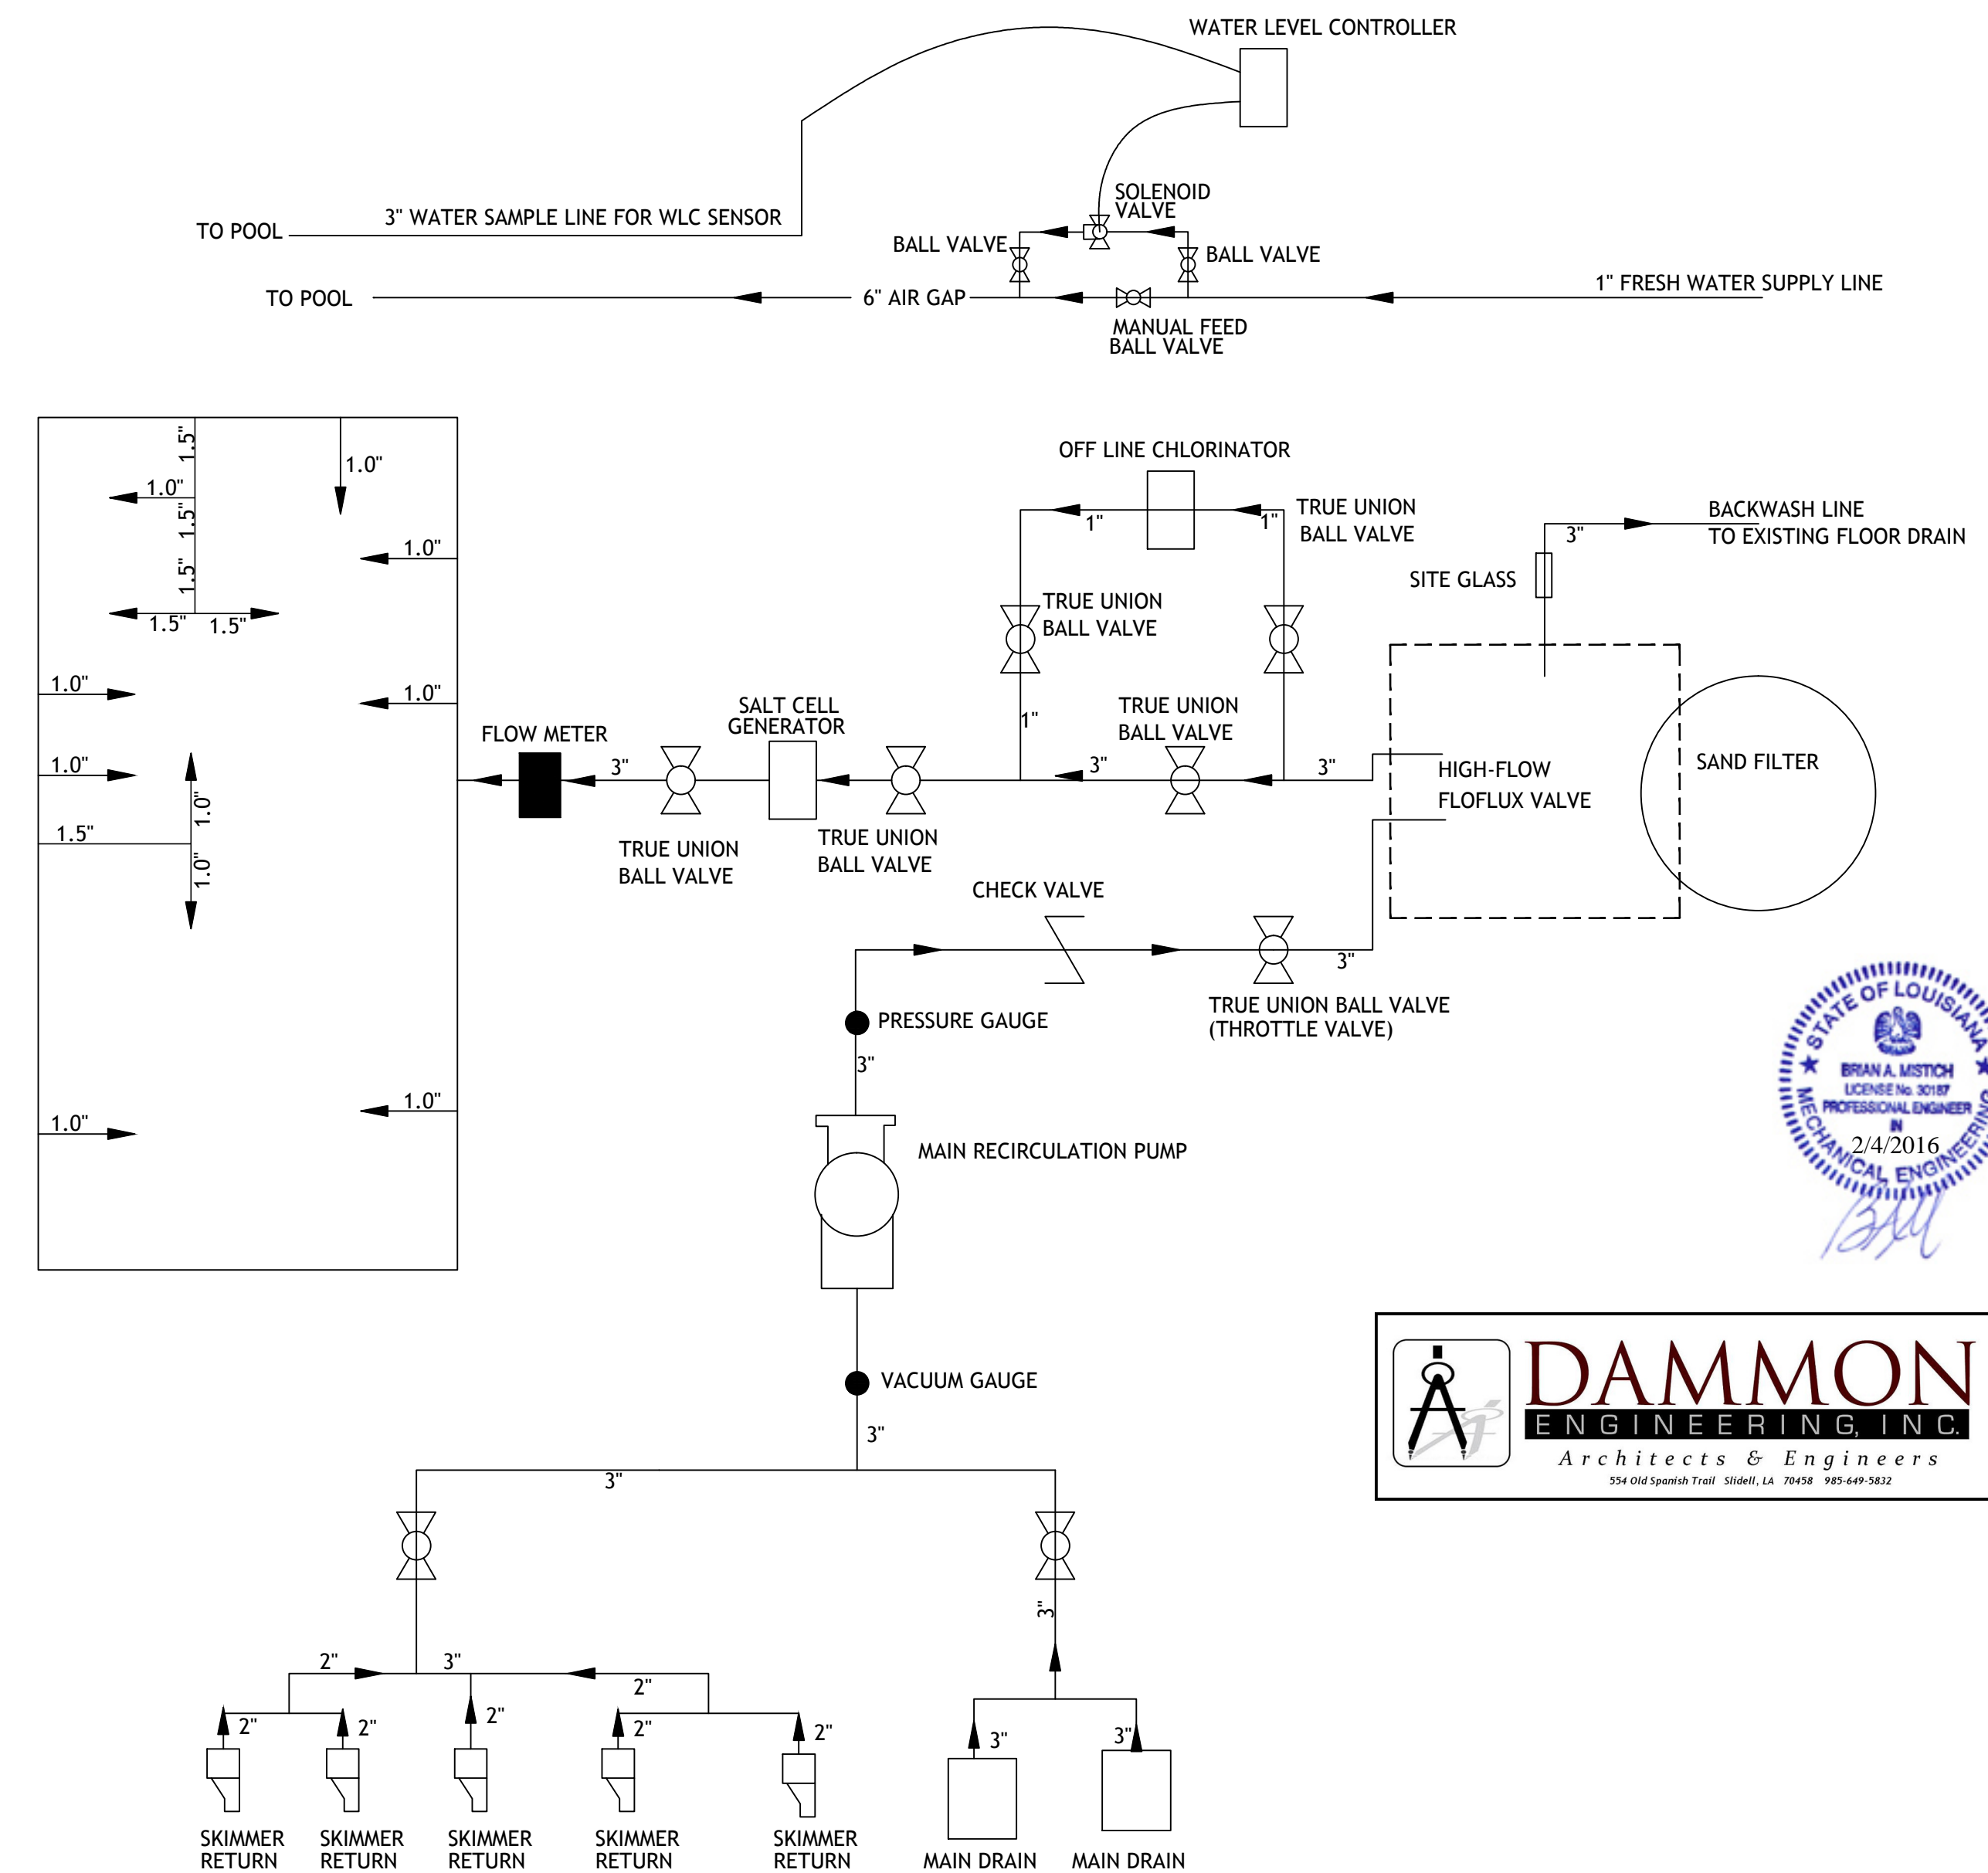 WATER LEVEL CONTROLLER
SOLENOID
VALVE
3" WATER SAMPLE LINE FOR WLC SENSOR
TO POOL
BALL VALVE
BALL VALVE
1" FRESH WATER SUPPLY LINE
TO POOL
6" AIR GAP
MANUAL FEED
BALL VALVE
1.5"
1.0"
1.0"
1.5"
1.0"
1.5"
1.5"
1.5"
1.0"
1.0"
1.0"
1.0"
1.5"
1.0"
1.0"
1.0"
OFF LINE CHLORINATOR
1"
1"
TRUE UNION
BALL VALVE
BACKWASH LINE
TO EXISTING FLOOR DRAIN
3"
SITE GLASS
TRUE UNION
BALL VALVE
1"
TRUE UNION
BALL VALVE
SALT CELL
GENERATOR
FLOW METER
3"
3"
3"
HIGH-FLOW
FLOFLUX VALVE
SAND FILTER
TRUE UNION
BALL VALVE
TRUE UNION
BALL VALVE
CHECK VALVE
3"
TRUE UNION BALL VALVE
(THROTTLE VALVE)
PRESSURE GAUGE
3"
MAIN RECIRCULATION PUMP
VACUUM GAUGE
3"
3"
STATE OF LOUISIANA
BRIAN A. MISTICH
LICENSE No. 30187
PROFESSIONAL ENGINEER
IN
2/4/2016
MECHANICAL ENGINEERING
DAMMON
ENGINEERING, INC.
Architects & Engineers
554 Old Spanish Trail Slidell, LA 70458 985-649-5832
3"
2"
3"
2"
2"
2"
2"
2"
2"
3"
3"
SKIMMER
RETURN
SKIMMER
RETURN
SKIMMER
RETURN
SKIMMER
RETURN
SKIMMER
RETURN
MAIN DRAIN
MAIN DRAIN